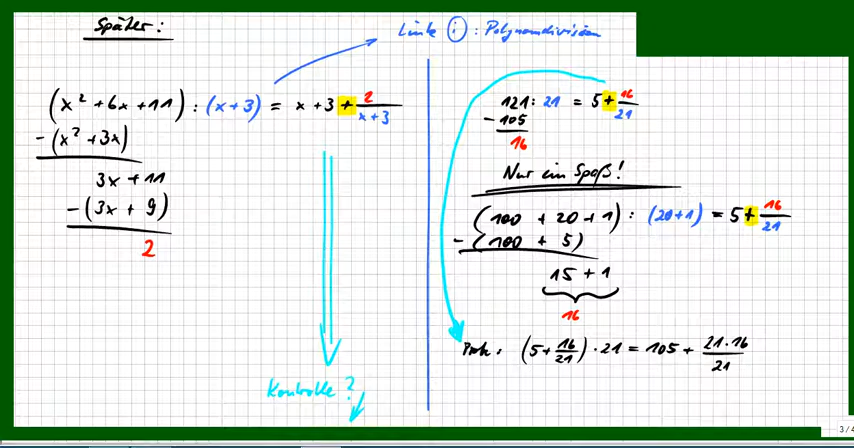 Später:
Link (i): Polynomdivision
(x² + 6x + 11) : (x + 3) = x + 3 + 2/(x + 3)
- (x² + 3x)
3x + 11
- (3x + 9)
2
Kontrolle?
121 : 21 = 5 + 16/21
- 105
16
Nur ein Spaß!
(100 + 20 + 1) : (20 + 1) = 5 + 16/21
- (100 + 5)
15 + 1
16
(5 + 16/21) · 21 = 105 + 21·16/21
3 / 4